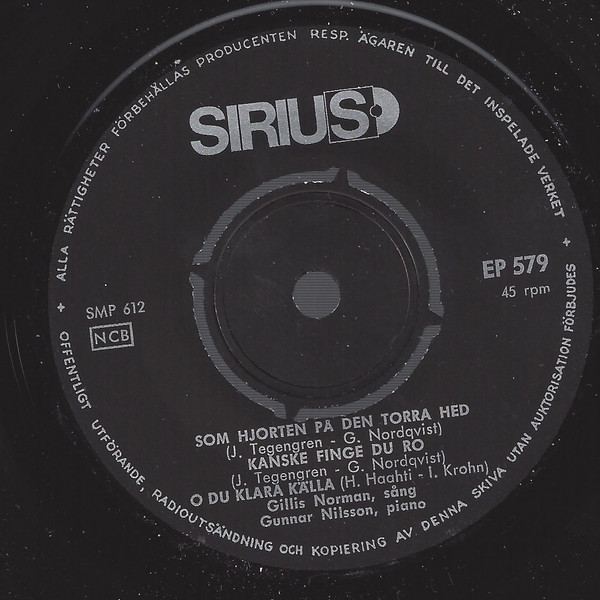 ALLA RÄTTIGHETER FÖRBEHÅLLAS PRODUCENTEN RESP. ÄGAREN TILL DET INSPELADE VERKET
SIRIUS
EP 579
45 rpm
SMP 612
NCB
SOM HJORTEN PA DEN TORRA HED
(J. Tegengren - G. Nordqvist)
KANSKE FINGE DU RO
(J. Tegengren - G. Nordqvist)
O DU KLARA KÄLLA (H. Haahti - I. Krohn)
Gillis Norman, sång
Gunnar Nilsson, piano
+ OFFENTLIGT UTFÖRANDE, RADIOUTSÄNDNING OCH KOPIERING AV DENNA SKIVA UTAN AUKTORISATION FÖRBJUDES +